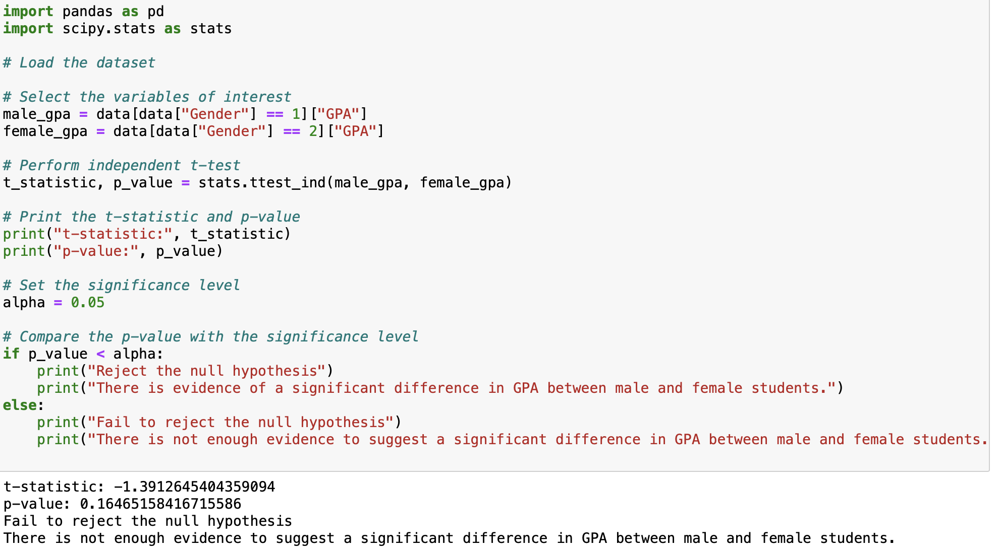 import pandas as pd
import scipy.stats as stats
# Load the dataset
# Select the variables of interest
male_gpa = data[data["Gender"] == 1]["GPA"]
female_gpa = data[data["Gender"] == 2]["GPA"]
# Perform independent t-test
t_statistic, p_value = stats.ttest_ind(male_gpa, female_gpa)
# Print the t-statistic and p-value
print("t-statistic:", t_statistic)
print("p-value:", p_value)
# Set the significance level
alpha = 0.05
# Compare the p-value with the significance level
if p_value < alpha:
    print("Reject the null hypothesis")
    print("There is evidence of a significant difference in GPA between male and female students.")
else:
    print("Fail to reject the null hypothesis")
    print("There is not enough evidence to suggest a significant difference in GPA between male and female students.
t-statistic: -1.3912645404359094
p-value: 0.16465158416715586
Fail to reject the null hypothesis
There is not enough evidence to suggest a significant difference in GPA between male and female students.